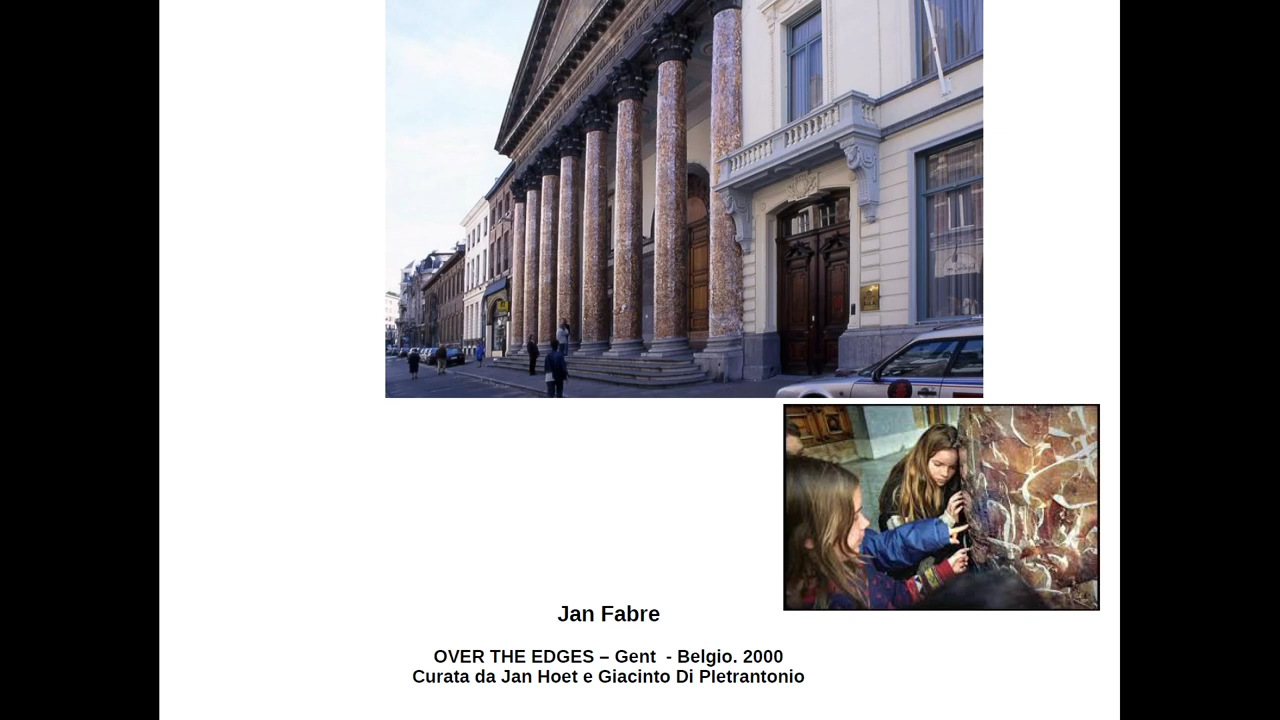 Jan Fabre
OVER THE EDGES – Gent - Belgio. 2000
Curata da Jan Hoet e Giacinto Di PIetrantonio